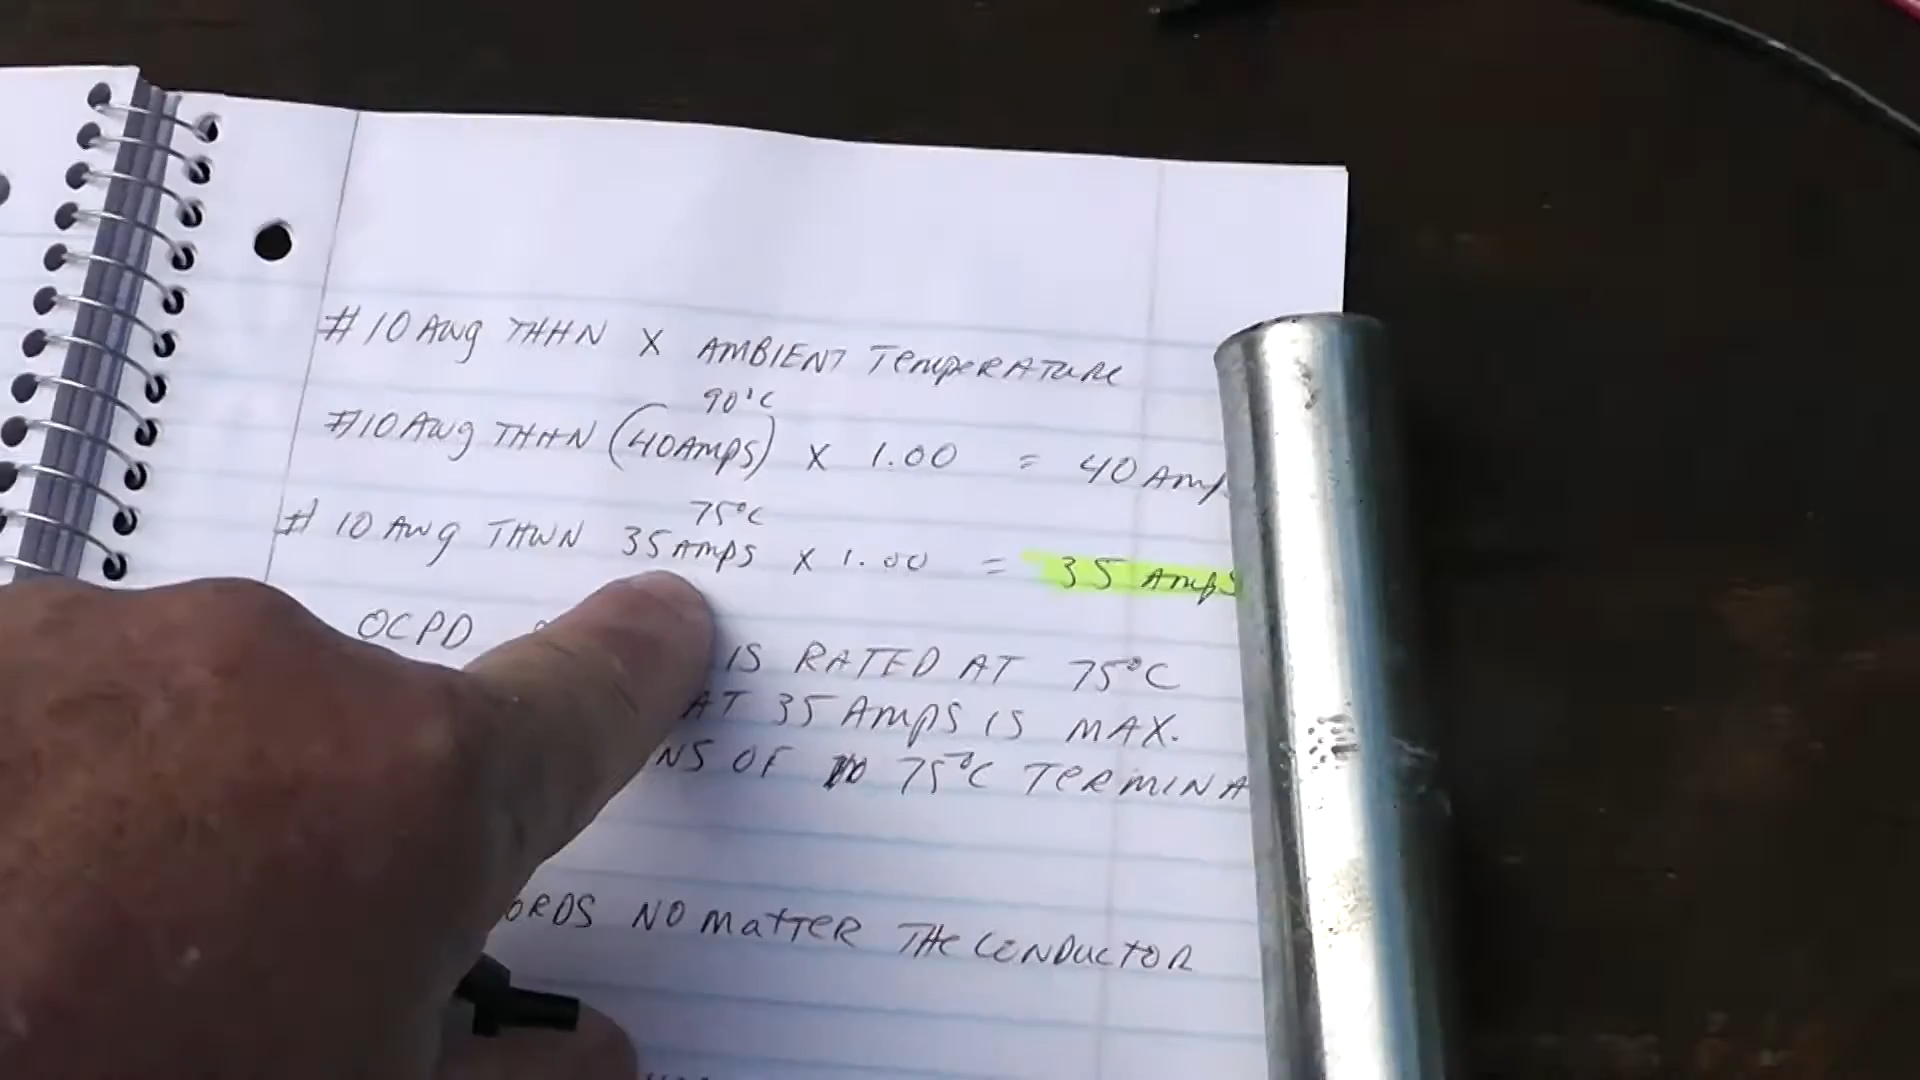 #10 AWG THHN X AMBIENT TEMPERATURE
90°C
#10 AWG THHN (40AMPS) X 1.00 = 40 AMP
75°C
# 10 AWG THWN 35 AMPS X 1.00 = 35 AMPS
OCPD IS RATED AT 75°C
AT 35 AMPS IS MAX.
NS OF 75°C TERMINA
ORDS NO MATTER THE CONDUCTOR